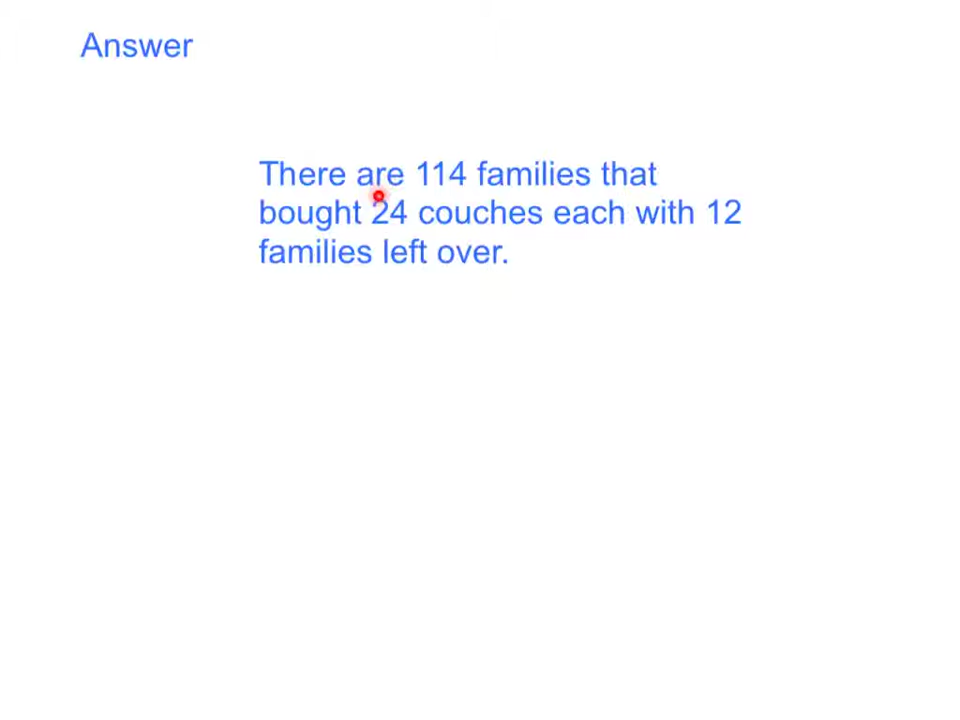 Answer
There are 114 families that
bought 24 couches each with 12
families left over.